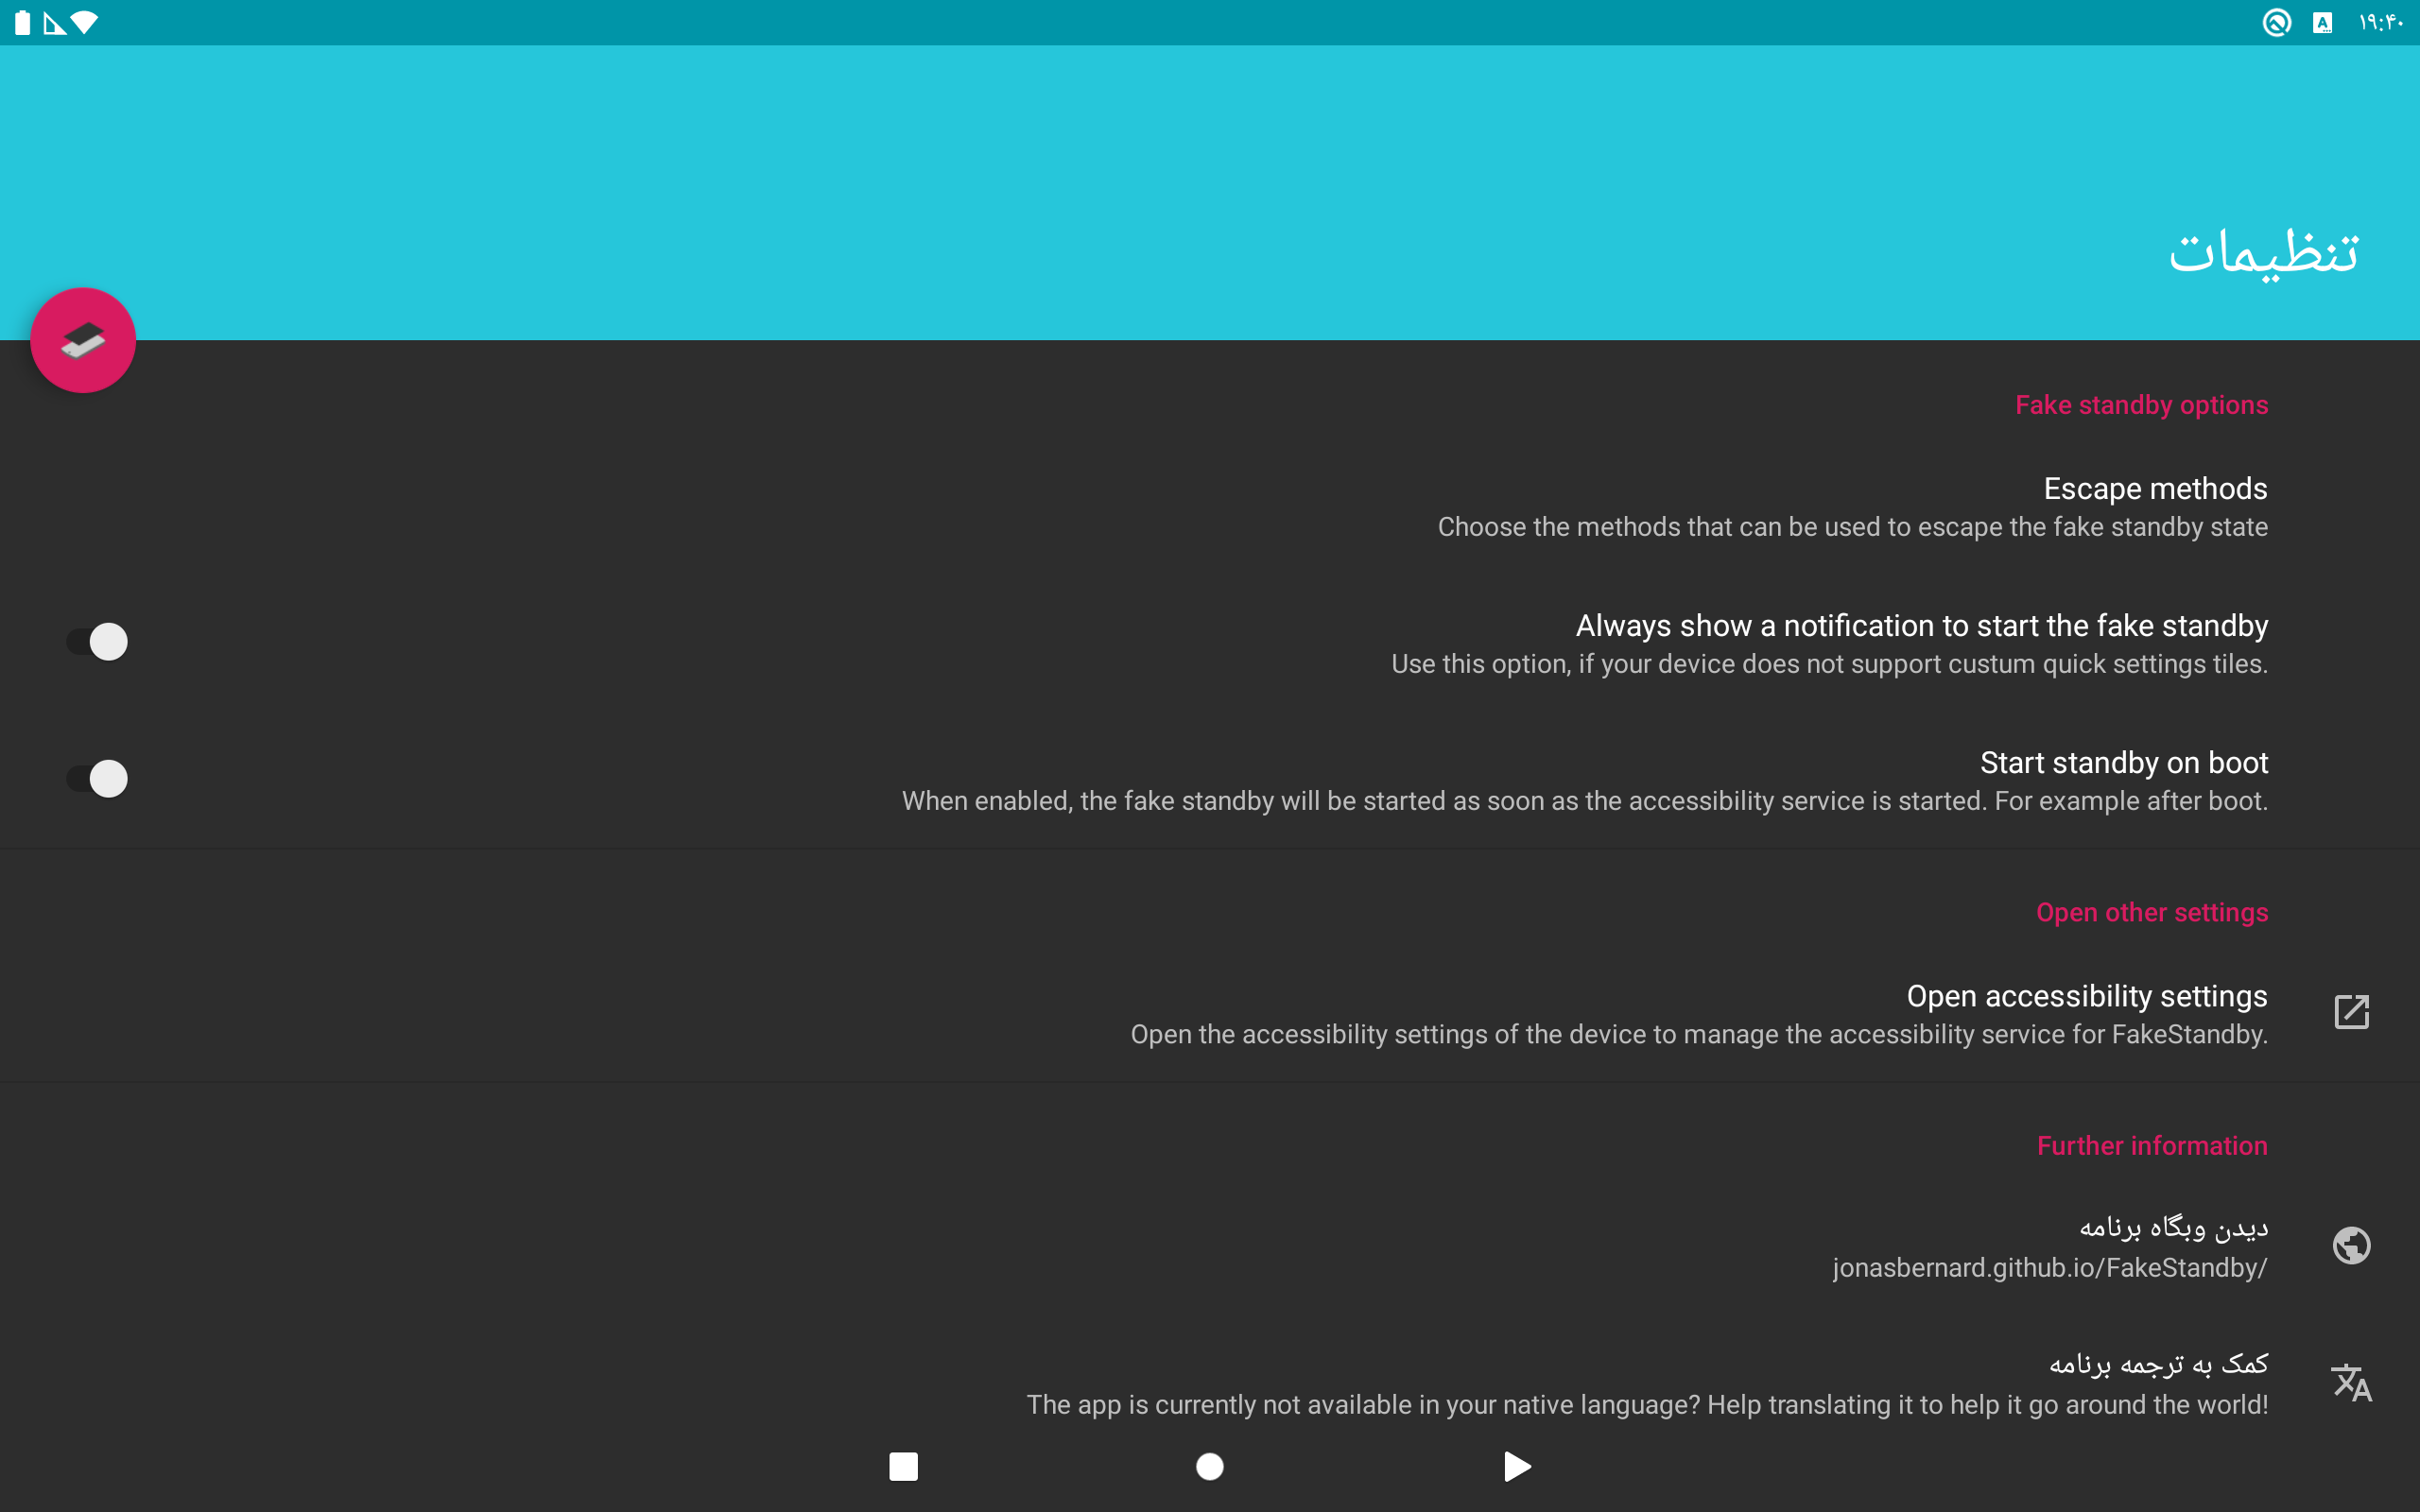 ۱۹:۴۰
تنظیمات
Fake standby options
Escape methods
Choose the methods that can be used to escape the fake standby state
Always show a notification to start the fake standby
Use this option, if your device does not support custum quick settings tiles.
Start standby on boot
When enabled, the fake standby will be started as soon as the accessibility service is started. For example after boot.
Open other settings
Open accessibility settings
Open the accessibility settings of the device to manage the accessibility service for FakeStandby.
Further information
دیدن وبگاه برنامه
jonasbernard.github.io/FakeStandby/
کمک به ترجمه برنامه
The app is currently not available in your native language? Help translating it to help it go around the world!